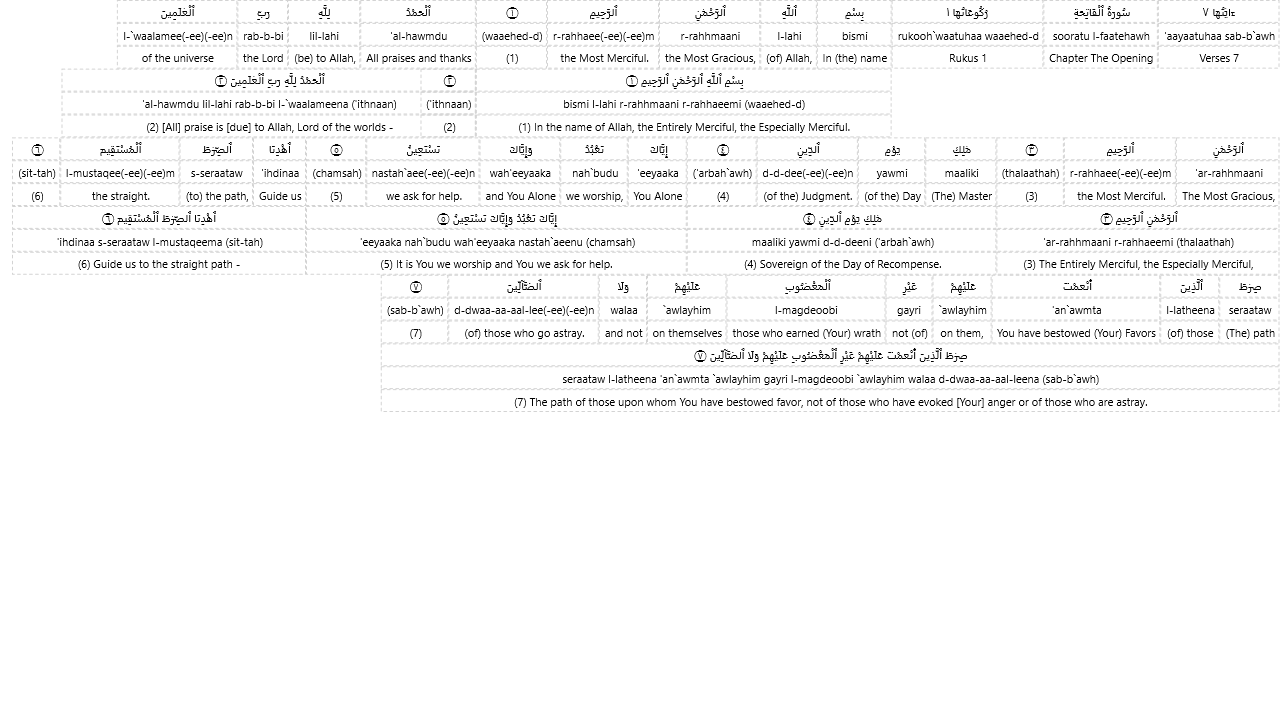 ءايَتُهَا ٧ سُورَةُ ٱلْفَاتِحَةِ رُكُوعَاتُهَا ١ بِسْمِ ٱللَّهِ ٱلرَّحْمَٰنِ ٱلرَّحِيمِ ١ ٱلْحَمْدُ لِلَّهِ رَبِّ ٱلْعَٰلَمِينَ
'aayaatuhaa sab-b`awh sooratu l-faatehawh rukooh`waatuhaa waaehed-d bismi l-lahi r-rahhmaani r-rahhaee(-ee)(-ee)m (waaehed-d) 'al-hawmdu lil-lahi rab-b-bi l-`waalamee(-ee)(-ee)n
Verses 7 Chapter The Opening Rukus 1 In (the) name (of) Allah, the Most Gracious, the Most Merciful. (1) All praises and thanks (be) to Allah, the Lord of the universe
بِسْمِ ٱللَّهِ ٱلرَّحْمَٰنِ ٱلرَّحِيمِ ١ ٢ ٱلْحَمْدُ لِلَّهِ رَبِّ ٱلْعَٰلَمِينَ ٢
bismi l-lahi r-rahhmaani r-rahhaeemi (waaehed-d) ('ithnaan) 'al-hawmdu lil-lahi rab-b-bi l-`waalameena ('ithnaan)
(1) In the name of Allah, the Entirely Merciful, the Especially Merciful. (2) (2) [All] praise is [due] to Allah, Lord of the worlds -
ٱلرَّحْمَٰنِ ٱلرَّحِيمِ ٣ مَٰلِكِ يَوْمِ ٱلدِّينِ ٤ إِيَّاكَ نَعْبُدُ وَإِيَّاكَ نَسْتَعِينُ ٥ ٱهْدِنَا ٱلصِّرَٰطَ ٱلْمُسْتَقِيمَ ٦
'ar-rahhmaani r-rahhaee(-ee)(-ee)m (thalaathah) maaliki yawmi d-d-dee(-ee)(-ee)n ('arbah`awh) 'eeyaaka nah`budu wah'eeyaaka nastah`aee(-ee)(-ee)n (chamsah) 'ihdinaa s-seraataw l-mustaqee(-ee)(-ee)m (sit-tah)
The Most Gracious, the Most Merciful. (3) (The) Master (of the) Day (of the) Judgment. (4) You Alone we worship, and You Alone we ask for help. (5) Guide us (to) the path, the straight. (6)
ٱلرَّحْمَٰنِ ٱلرَّحِيمِ ٣ مَٰلِكِ يَوْمِ ٱلدِّينِ ٤ إِيَّاكَ نَعْبُدُ وَإِيَّاكَ نَسْتَعِينُ ٥ ٱهْدِنَا ٱلصِّرَٰطَ ٱلْمُسْتَقِيمَ ٦
'ar-rahhmaani r-rahhaeemi (thalaathah) maaliki yawmi d-d-deeni ('arbah`awh) 'eeyaaka nah`budu wah'eeyaaka nastah`aeenu (chamsah) 'ihdinaa s-seraataw l-mustaqeema (sit-tah)
(3) The Entirely Merciful, the Especially Merciful, (4) Sovereign of the Day of Recompense. (5) It is You we worship and You we ask for help. (6) Guide us to the straight path -
صِرَٰطَ ٱلَّذِينَ أَنْعَمْتَ عَلَيْهِمْ غَيْرِ ٱلْمَغْضُوبِ عَلَيْهِمْ وَلَا ٱلضَّآلِّينَ ٧
seraataw l-latheena 'an`awmta `awlayhim gayri l-magdeoobi `awlayhim walaa d-dwaa-aa-aal-lee(-ee)(-ee)n (sab-b`awh)
(The) path (of) those You have bestowed (Your) Favors on them, not (of) those who earned (Your) wrath on themselves and not (of) those who go astray. (7)
صِرَٰطَ ٱلَّذِينَ أَنْعَمْتَ عَلَيْهِمْ غَيْرِ ٱلْمَغْضُوبِ عَلَيْهِمْ وَلَا ٱلضَّآلِّينَ ٧
seraataw l-latheena 'an`awmta `awlayhim gayri l-magdeoobi `awlayhim walaa d-dwaa-aa-aal-leena (sab-b`awh)
(7) The path of those upon whom You have bestowed favor, not of those who have evoked [Your] anger or of those who are astray.